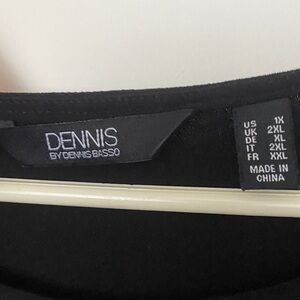 DENNIS
BY DENNIS BASSO
US 1X
UK 2XL
DE XL
IT 2XL
FR XXL
MADE IN
CHINA